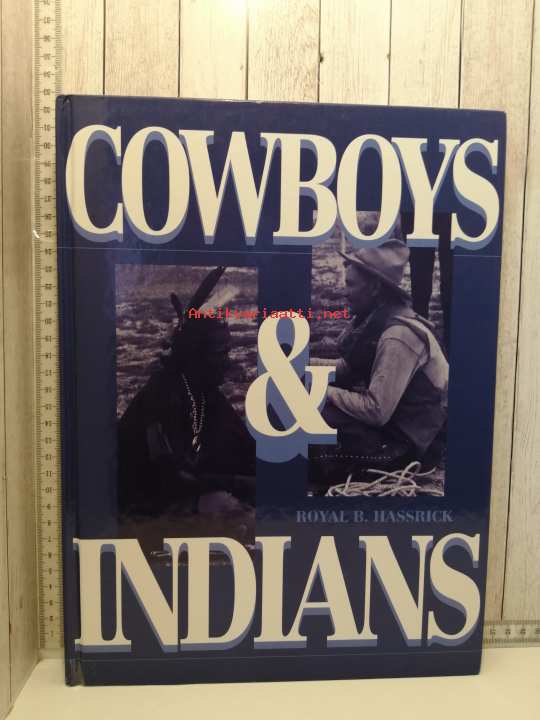 COWBOYS
Antikvariaatti.net
&
ROYAL B. HASSRICK
INDIANS